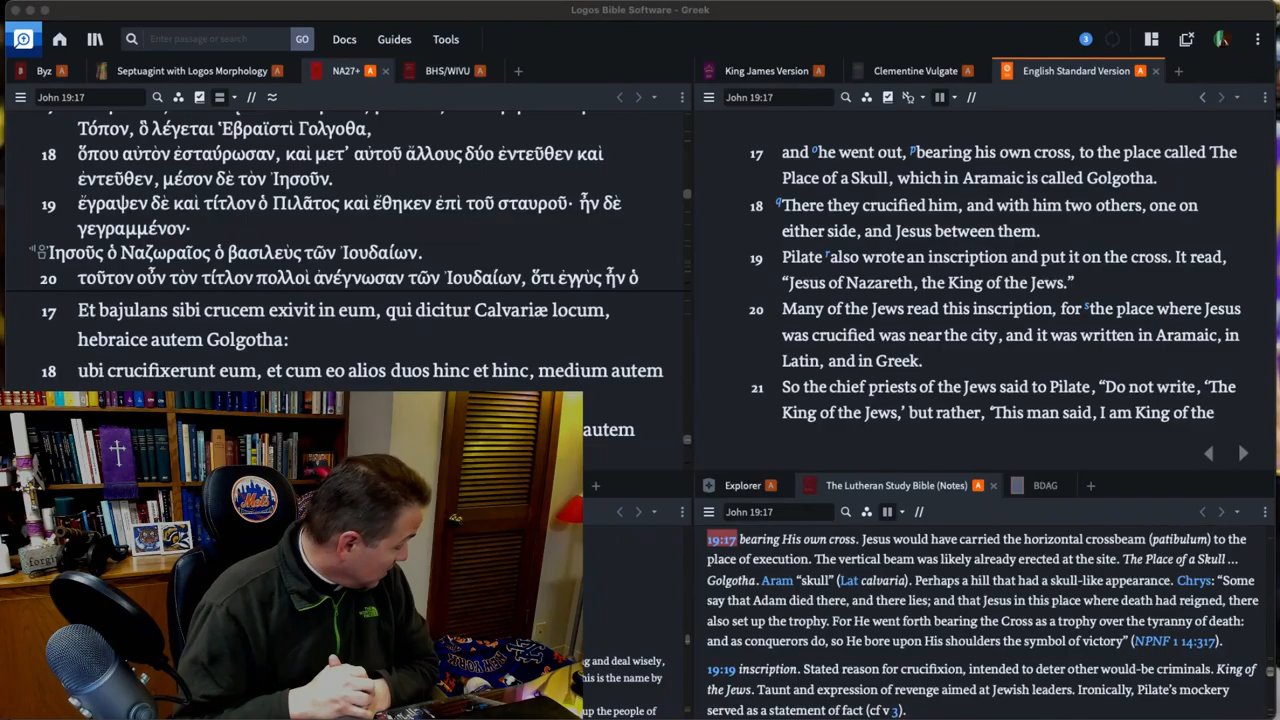 Logos Bible Software - Greek
Enter passage or search GO Docs Guides Tools 3
Byz A Septuagint with Logos Morphology A NA27+ A BHS/WIVU A
John 19:17
Τόπον, ὃ λέγεται Ἑβραϊστὶ Γολγοθα,
18 ὅπου αὐτὸν ἐσταύρωσαν, καὶ μετ’ αὐτοῦ ἄλλους δύο ἐντεῦθεν καὶ
ἐντεῦθεν, μέσον δὲ τὸν Ἰησοῦν.
19 ἔγραψεν δὲ καὶ τίτλον ὁ Πιλᾶτος καὶ ἔθηκεν ἐπὶ τοῦ σταυροῦ· ἦν δὲ
γεγραμμένον·
Ἰησοῦς ὁ Ναζωραῖος ὁ βασιλεὺς τῶν Ἰουδαίων.
20 τοῦτον οὖν τὸν τίτλον πολλοὶ ἀνέγνωσαν τῶν Ἰουδαίων, ὅτι ἐγγὺς ἦν ὁ
17 Et bajulans sibi crucem exivit in eum, qui dicitur Calvariæ locum,
hebraice autem Golgotha:
18 ubi crucifixerunt eum, et cum eo alios duos hinc et hinc, medium autem
autem
Mets
forgi
THE NORTH FACE
NEW YORK
g and deal wisely,
his is the name by
up the people of
King James Version A Clementine Vulgate A English Standard Version A
John 19:17
17 and o he went out, p bearing his own cross, to the place called The
Place of a Skull, which in Aramaic is called Golgotha.
18 q There they crucified him, and with him two others, one on
either side, and Jesus between them.
19 Pilate r also wrote an inscription and put it on the cross. It read,
“Jesus of Nazareth, the King of the Jews.”
20 Many of the Jews read this inscription, for s the place where Jesus
was crucified was near the city, and it was written in Aramaic, in
Latin, and in Greek.
21 So the chief priests of the Jews said to Pilate, “Do not write, ‘The
King of the Jews,’ but rather, ‘This man said, I am King of the
Explorer A The Lutheran Study Bible (Notes) A BDAG
John 19:17
19:17 bearing His own cross. Jesus would have carried the horizontal crossbeam (patibulum) to the
place of execution. The vertical beam was likely already erected at the site. The Place of a Skull …
Golgotha. Aram “skull” (Lat calvaria). Perhaps a hill that had a skull-like appearance. Chrys: “Some
say that Adam died there, and there lies; and that Jesus in this place where death had reigned, there
also set up the trophy. For He went forth bearing the Cross as a trophy over the tyranny of death:
and as conquerors do, so He bore upon His shoulders the symbol of victory” (NPNF 1 14:317).
19:19 inscription. Stated reason for crucifixion, intended to deter other would-be criminals. King of
the Jews. Taunt and expression of revenge aimed at Jewish leaders. Ironically, Pilate’s mockery
served as a statement of fact (cf v 3).